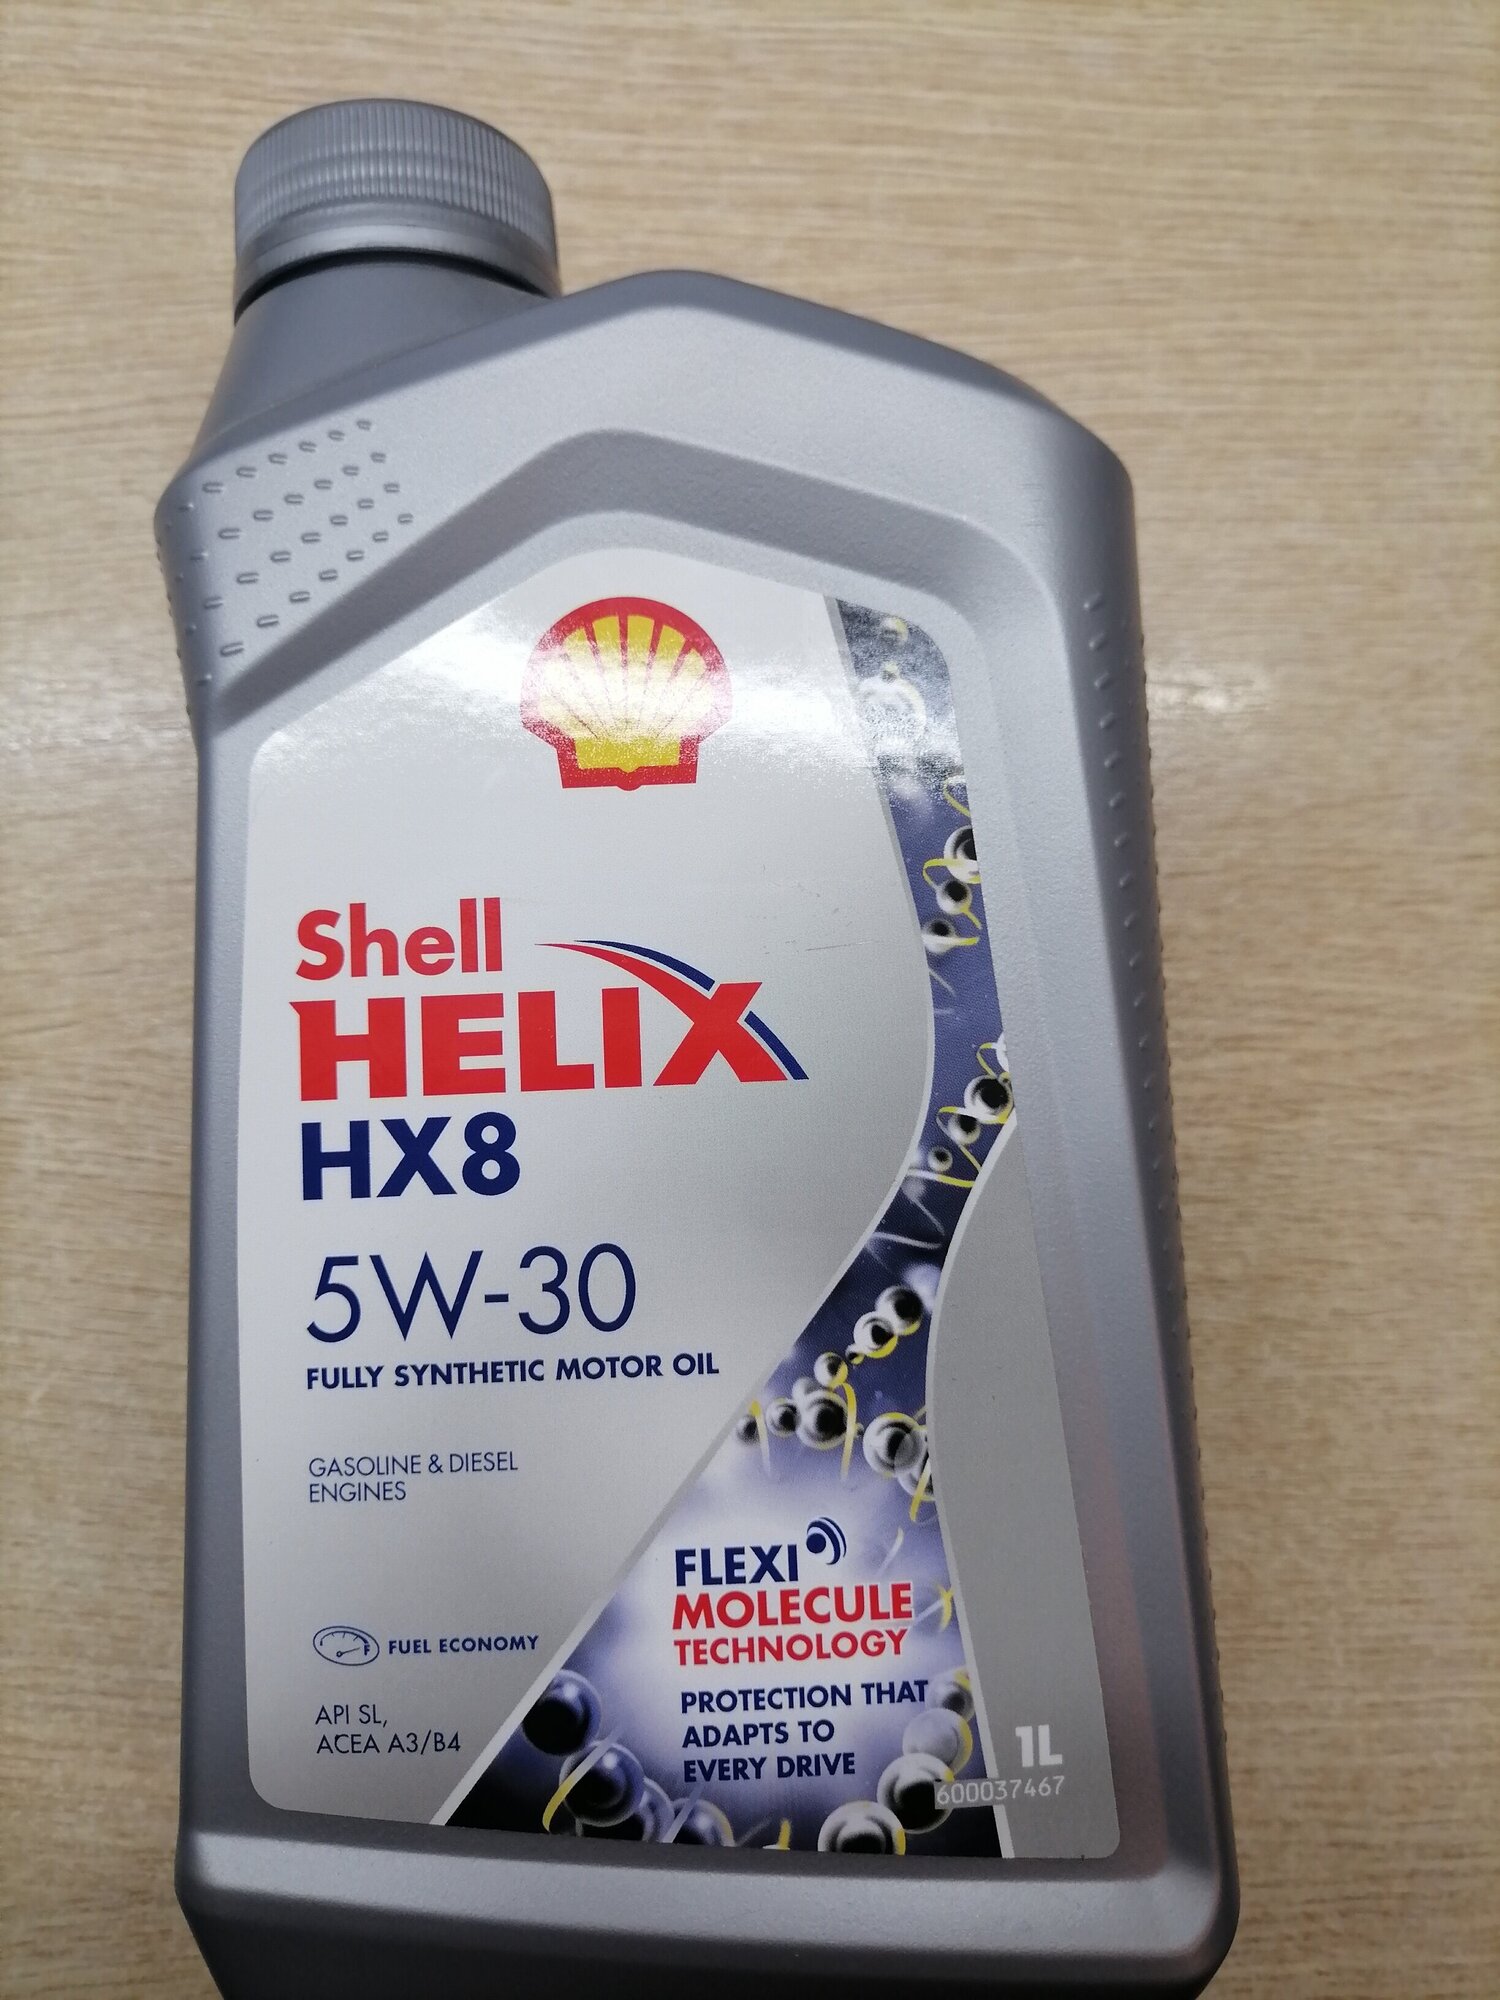 Shell
HELIX
HX8
5W-30
FULLY SYNTHETIC MOTOR OIL
GASOLINE & DIESEL
ENGINES
F
FUEL ECONOMY
API SL,
ACEA A3/B4
FLEXI
MOLECULE
TECHNOLOGY
PROTECTION THAT
ADAPTS TO
EVERY DRIVE
1L
600037467